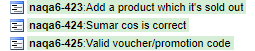 naqa6-423:Add a product which it's sold out
naqa6-424:Sumar cos is correct
naqa6-425:Valid voucher/promotion code